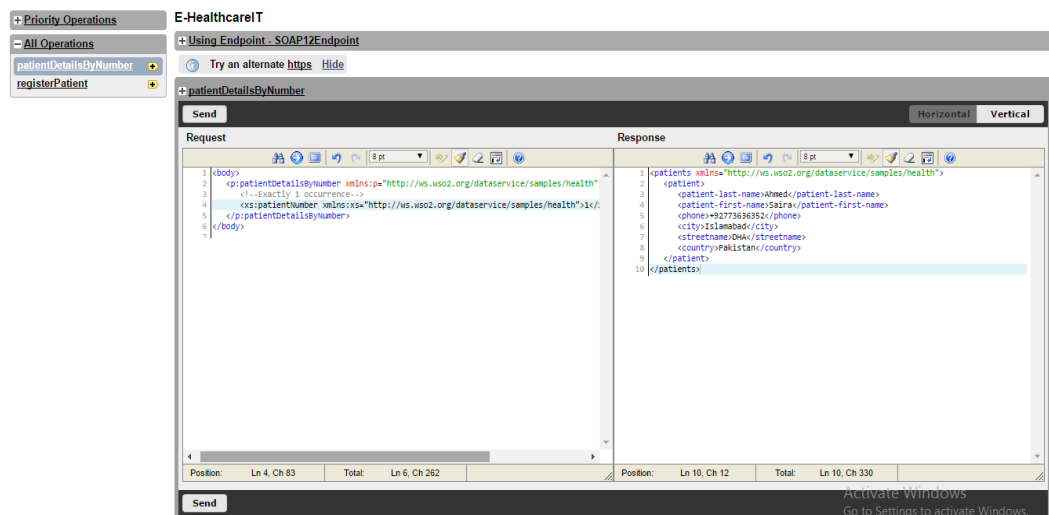 E-HealthcareIT
Priority Operations
All Operations
patientDetailsByNumber
registerPatient
Using Endpoint - SOAP12Endpoint
Try an alternate https Hide
patientDetailsByNumber
Send
Horizontal Vertical
Request
8 pt
1 <body>
2 <p:patientDetailsByNumber xmlns:p="http://ws.wso2.org/dataservice/samples/health"
3 <!--Exactly 1 occurrence-->
4 <xs:patientNumber xmlns:xs="http://ws.wso2.org/dataservice/samples/health">1</
5 </p:patientDetailsByNumber>
6 </body>
7
Position: Ln 4, Ch 83 Total: Ln 6, Ch 262
Response
8 pt
1 <patients xmlns="http://ws.wso2.org/dataservice/samples/health">
2 <patient>
3 <patient-last-name>Ahmed</patient-last-name>
4 <patient-first-name>Saira</patient-first-name>
5 <phone>+92773636352</phone>
6 <city>Islamabad</city>
7 <streetname>DHA</streetname>
8 <country>Pakistan</country>
9 </patient>
10 </patients>
Position: Ln 10, Ch 12 Total: Ln 10, Ch 330
Send
Activate Windows
Go to Settings to activate Windows.